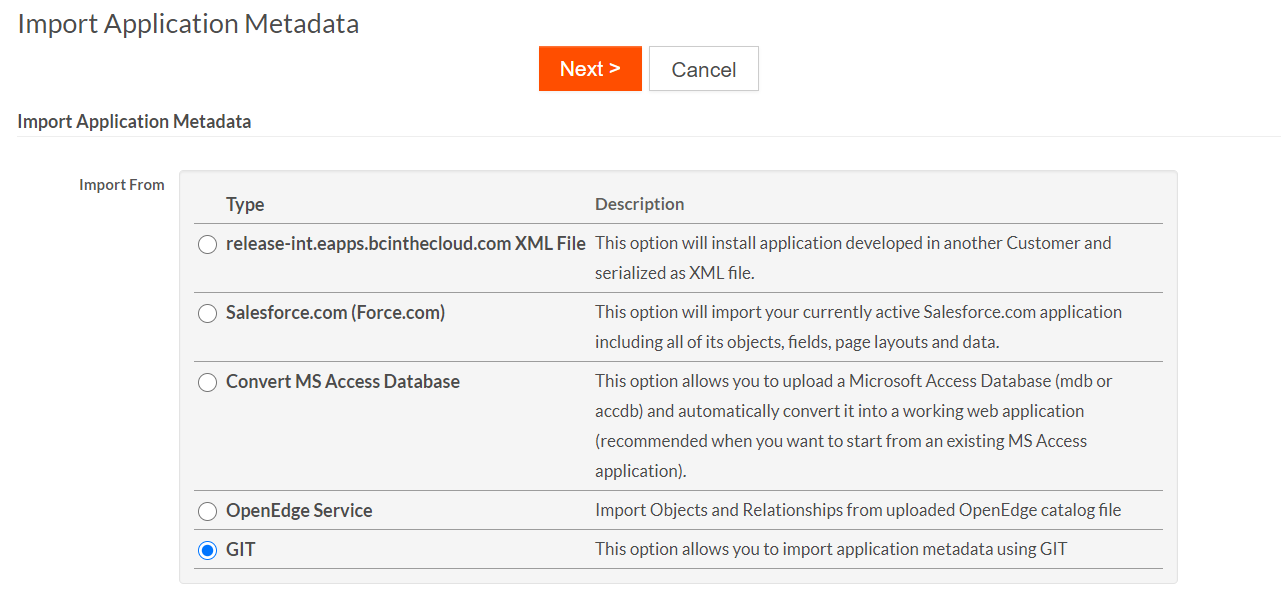 Import Application Metadata
Next >
Cancel
Import Application Metadata
Import From
Type
Description
release-int.eapps.bcinthecloud.com XML File
This option will install application developed in another Customer and
serialized as XML file.
Salesforce.com (Force.com)
This option will import your currently active Salesforce.com application
including all of its objects, fields, page layouts and data.
Convert MS Access Database
This option allows you to upload a Microsoft Access Database (mdb or
accdb) and automatically convert it into a working web application
(recommended when you want to start from an existing MS Access
application).
OpenEdge Service
Import Objects and Relationships from uploaded OpenEdge catalog file
GIT
This option allows you to import application metadata using GIT